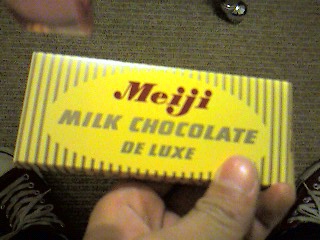 Meiji
MILK CHOCOLATE
DE LUXE